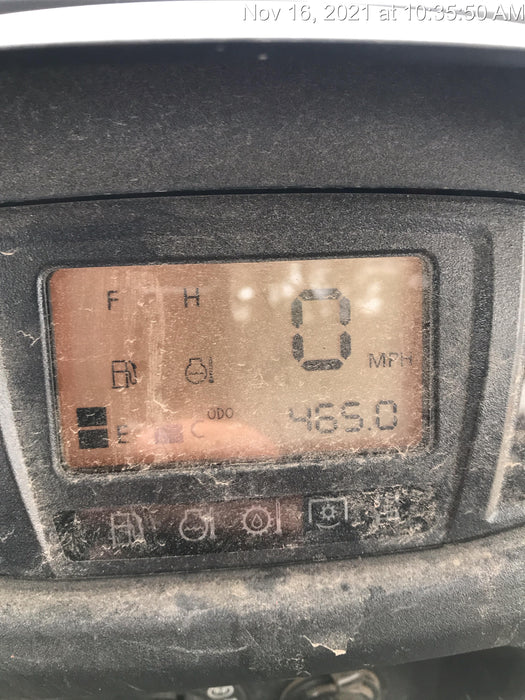 Nov 16, 2021 at 10:35:50 AM
F H
0
MPH
E C ODO 465.0